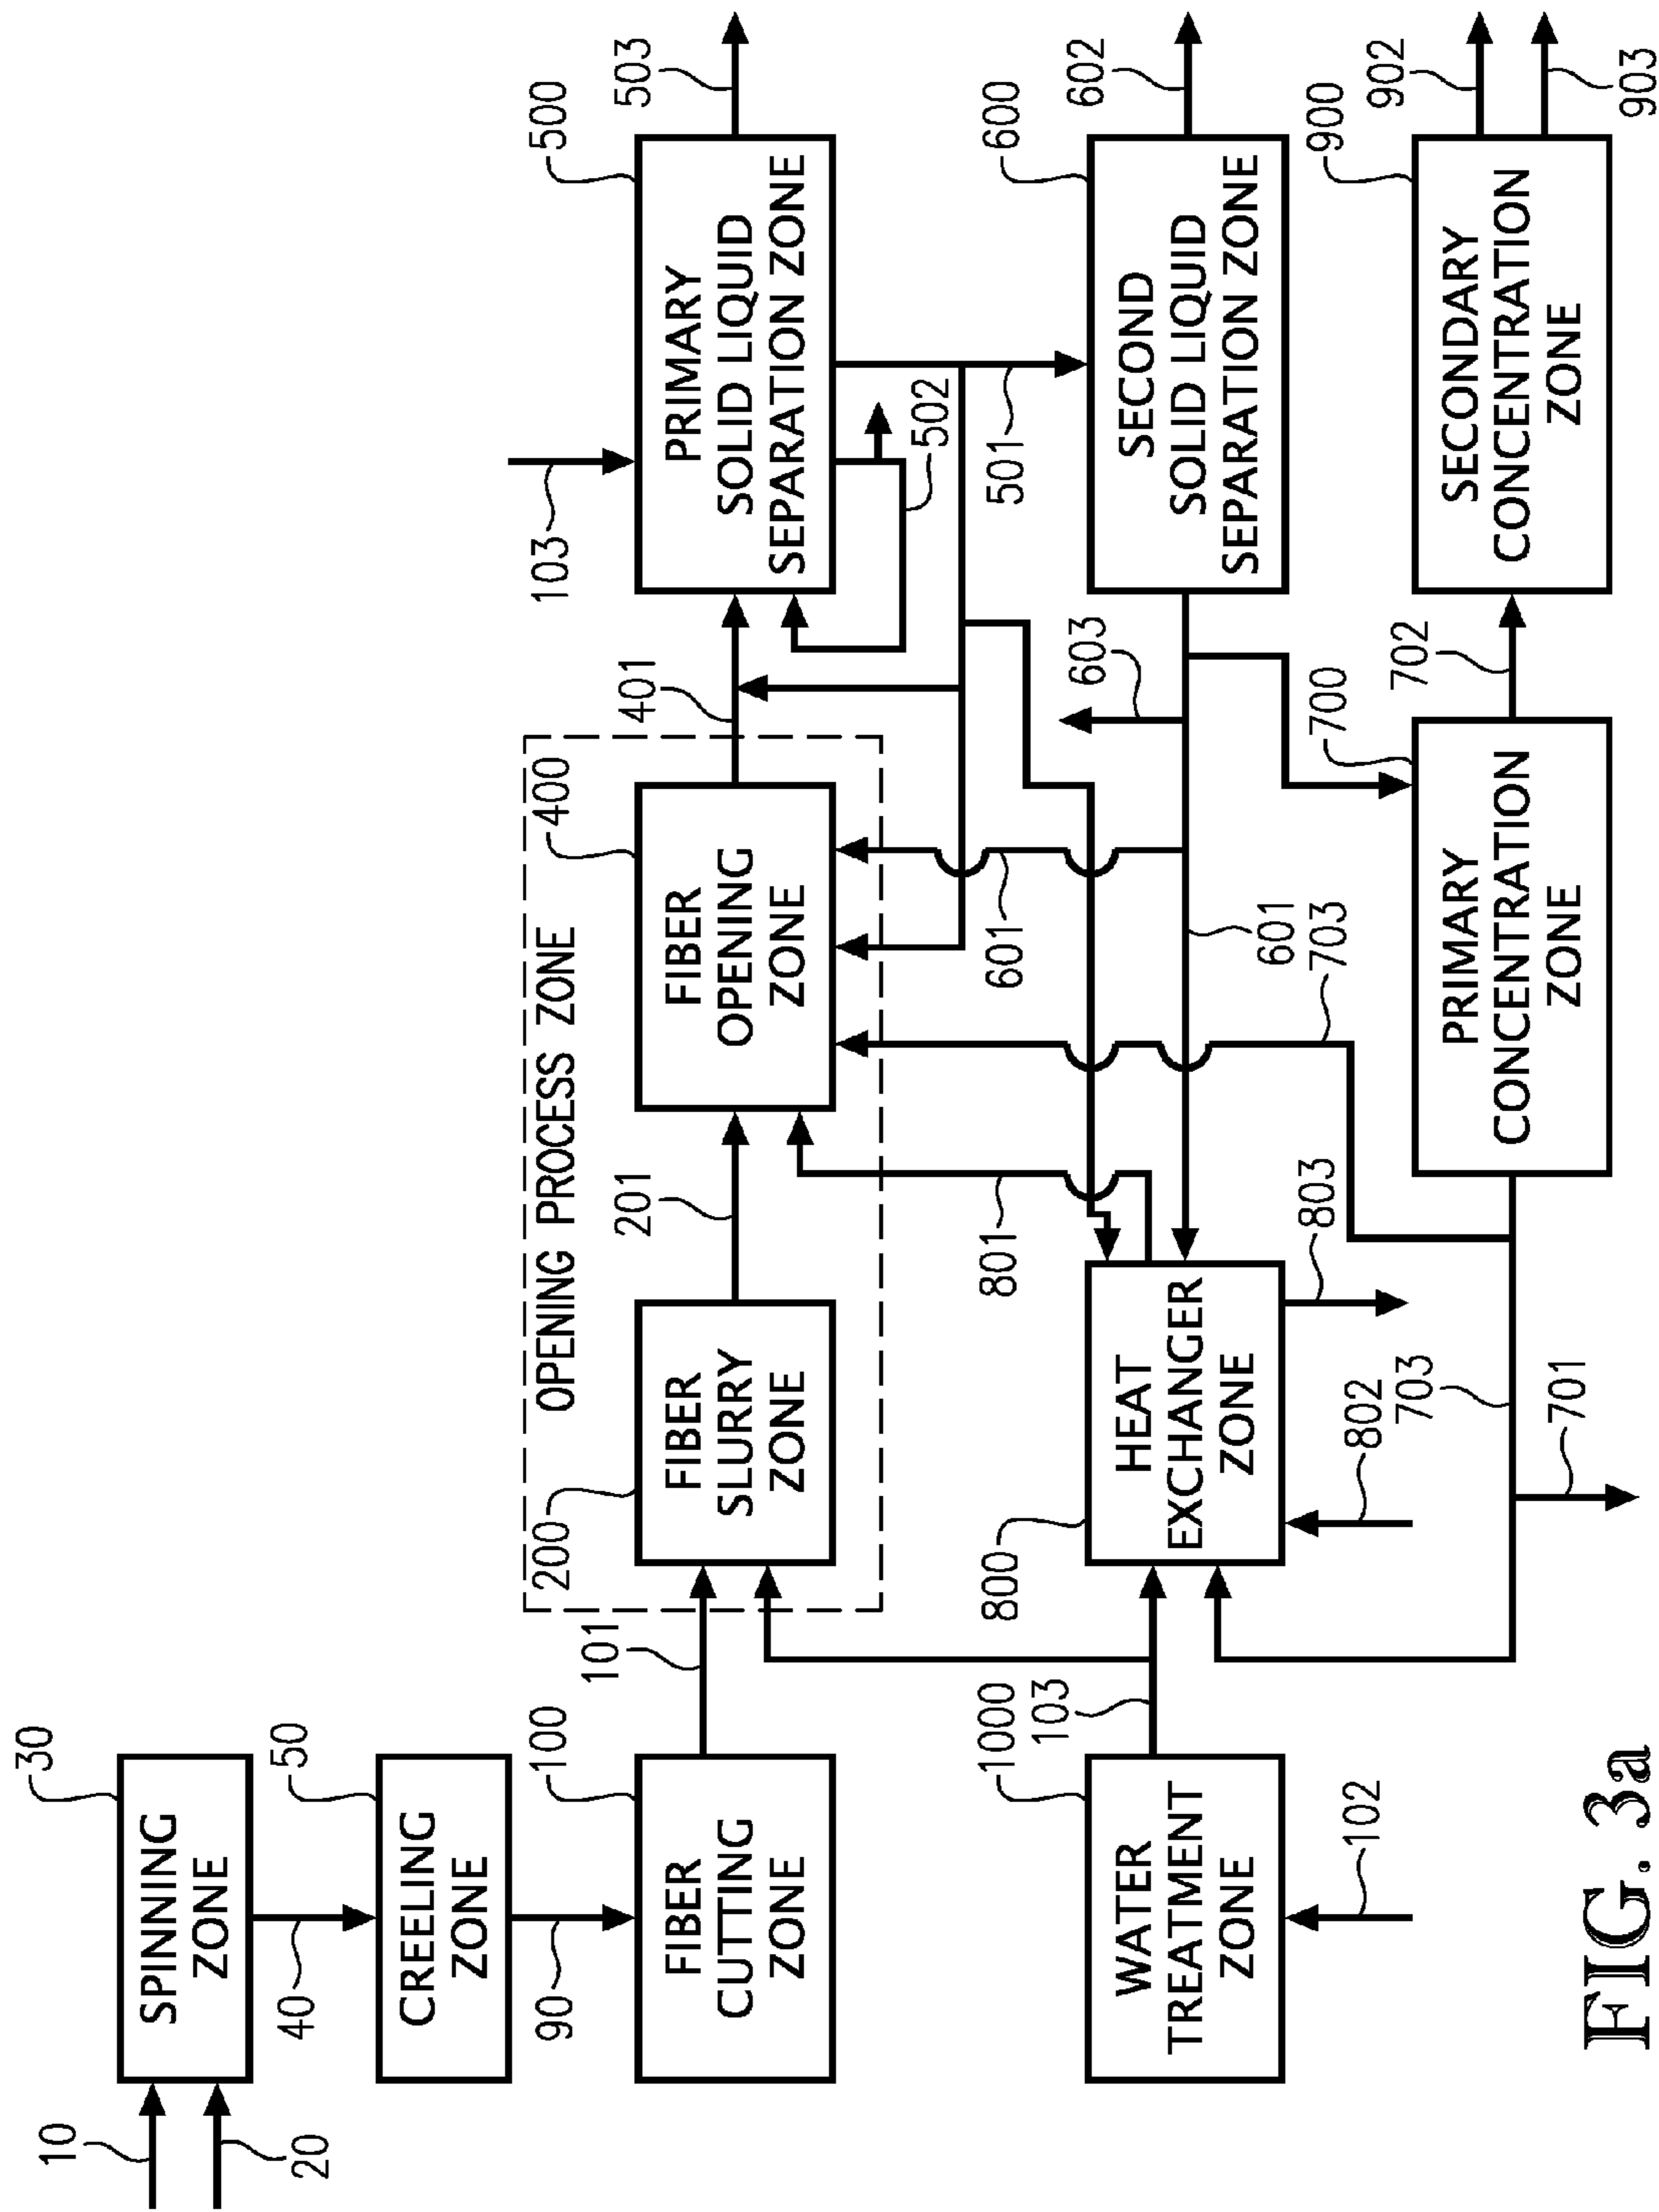 10
20
30
SPINNING
ZONE
40
50
CREELING
ZONE
90
100
FIBER
CUTTING
ZONE
101
OPENING PROCESS ZONE
200
FIBER
SLURRY
ZONE
201
400
FIBER
OPENING
ZONE
401
103
500
PRIMARY
SOLID LIQUID
SEPARATION ZONE
503
502
501
1000
103
WATER
TREATMENT
ZONE
102
800
HEAT
EXCHANGER
ZONE
801
802
803
601
601
603
600
SECOND
SOLID LIQUID
SEPARATION ZONE
602
703
703
701
700
PRIMARY
CONCENTRATION
ZONE
702
900
SECONDARY
CONCENTRATION
ZONE
902
903
FIG. 3a